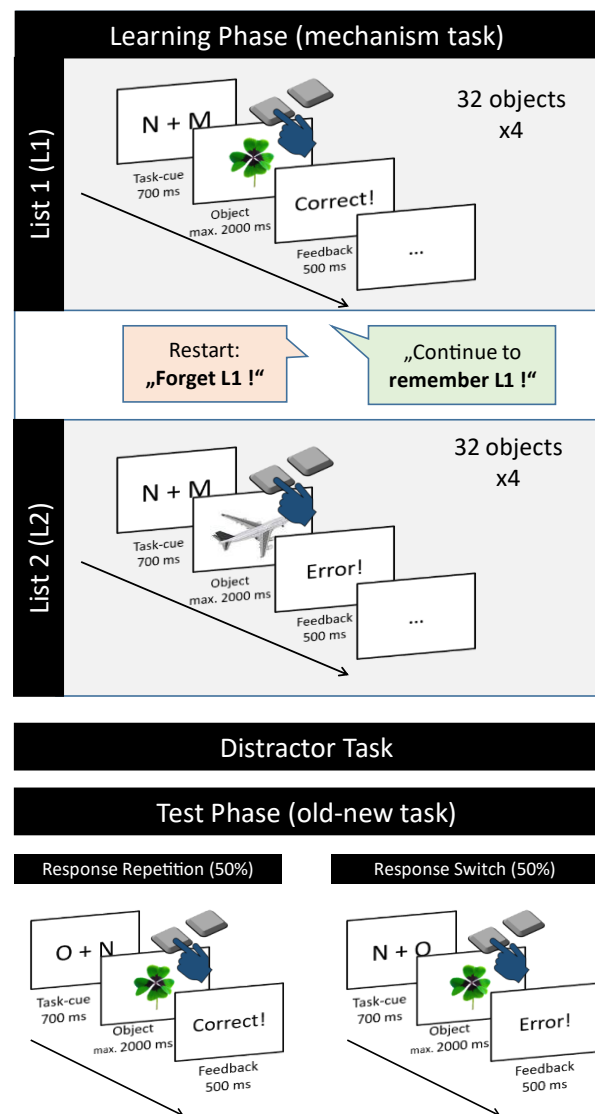 Learning Phase (mechanism task)
List 1 (L1)
32 objects
x4
N + M
Task-cue
700 ms
Object
max. 2000 ms
Correct!
Feedback
500 ms
...
Restart:
„Forget L1 !“
„Continue to
remember L1 !“
List 2 (L2)
32 objects
x4
N + M
Task-cue
700 ms
Object
max. 2000 ms
Error!
Feedback
500 ms
...
Distractor Task
Test Phase (old-new task)
Response Repetition (50%)
O + N
Task-cue
700 ms
Object
max. 2000 ms
Correct!
Feedback
500 ms
Response Switch (50%)
N + O
Task-cue
700 ms
Object
max. 2000 ms
Error!
Feedback
500 ms